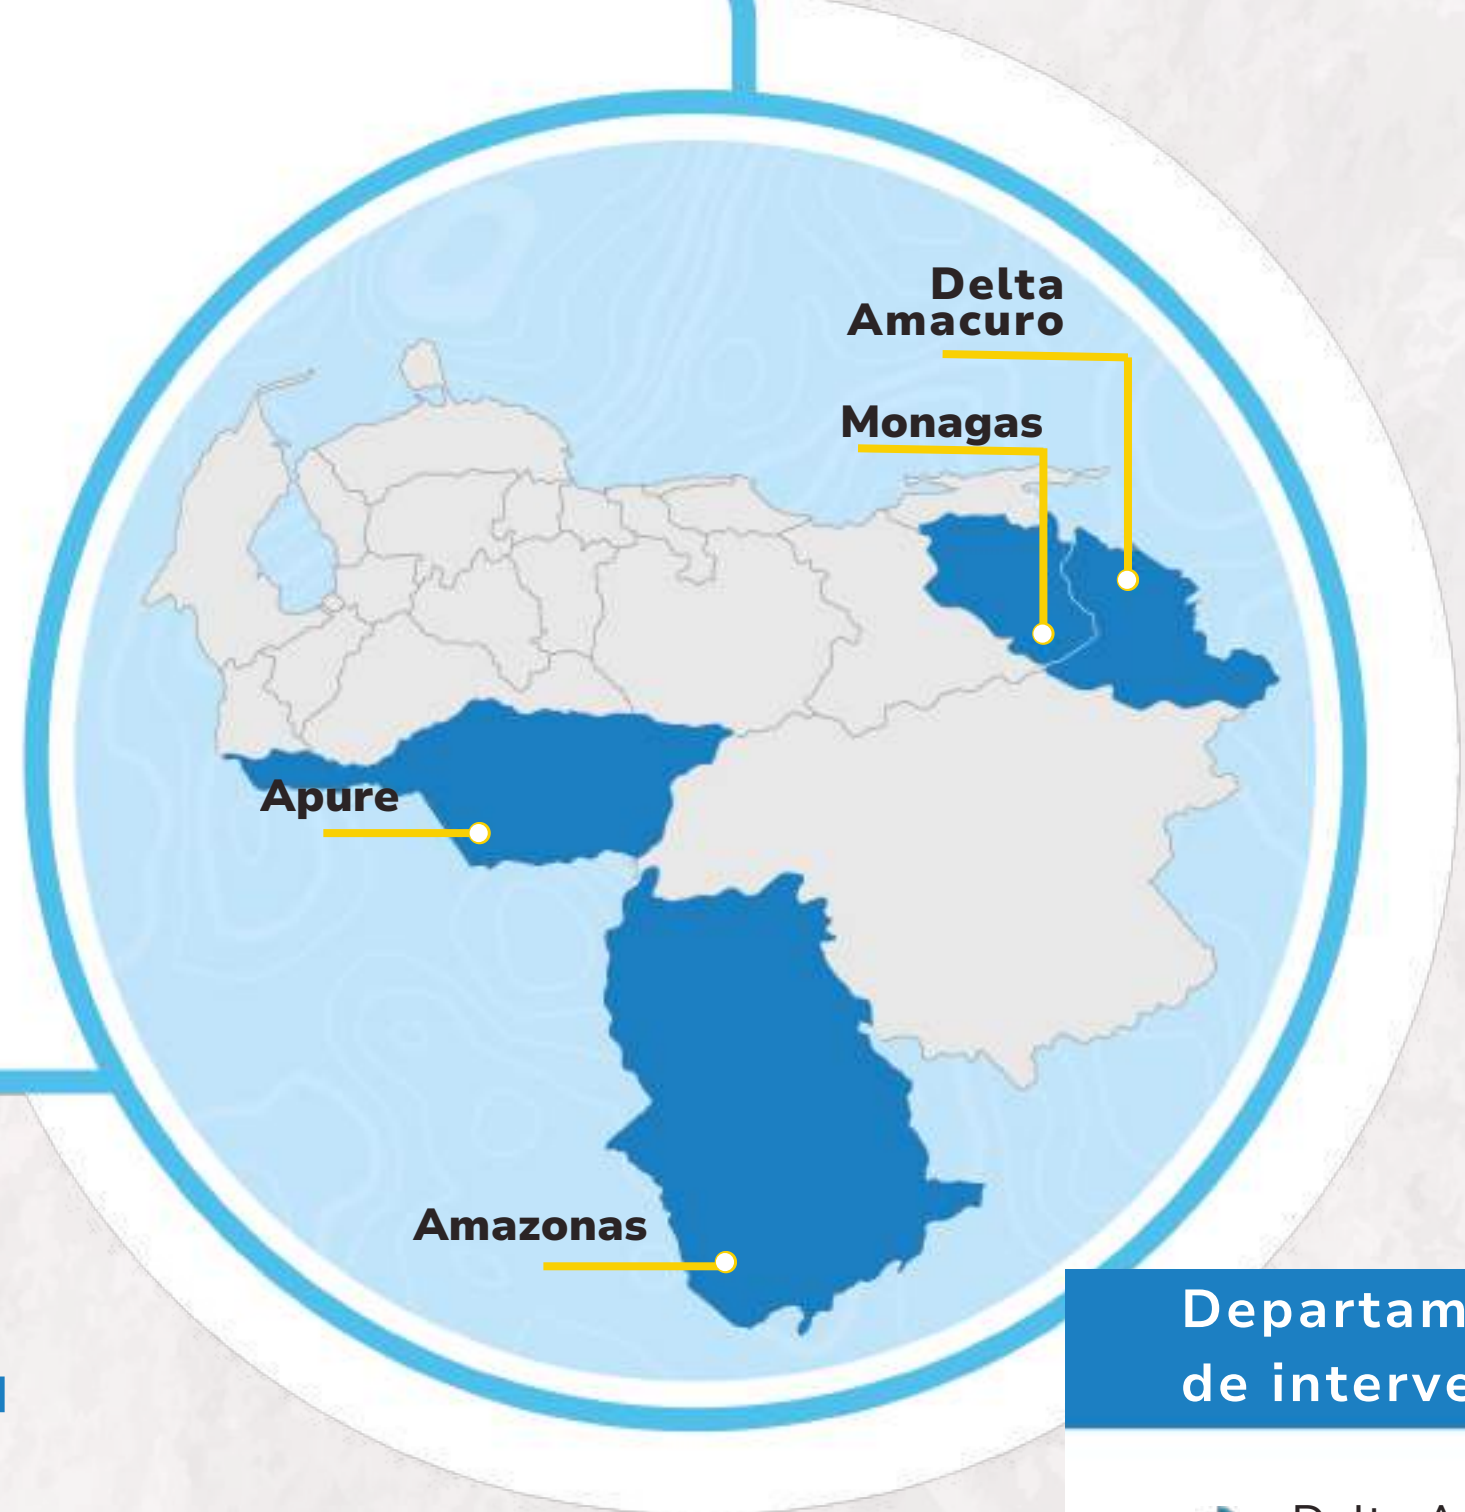 Delta
Amacuro
Monagas
Apure
Amazonas
Departam
de interve